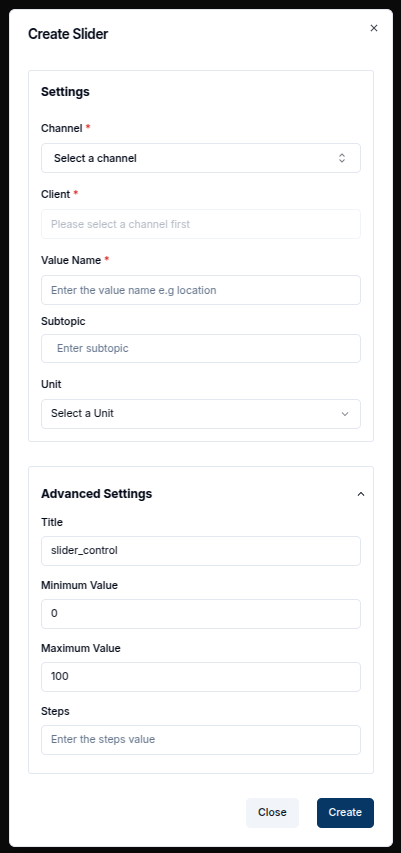 Create Slider
Settings
Channel *
Select a channel
Client *
Please select a channel first
Value Name *
Enter the value name e.g location
Subtopic
Enter subtopic
Unit
Select a Unit
Advanced Settings
Title
slider_control
Minimum Value
0
Maximum Value
100
Steps
Enter the steps value
Close Create